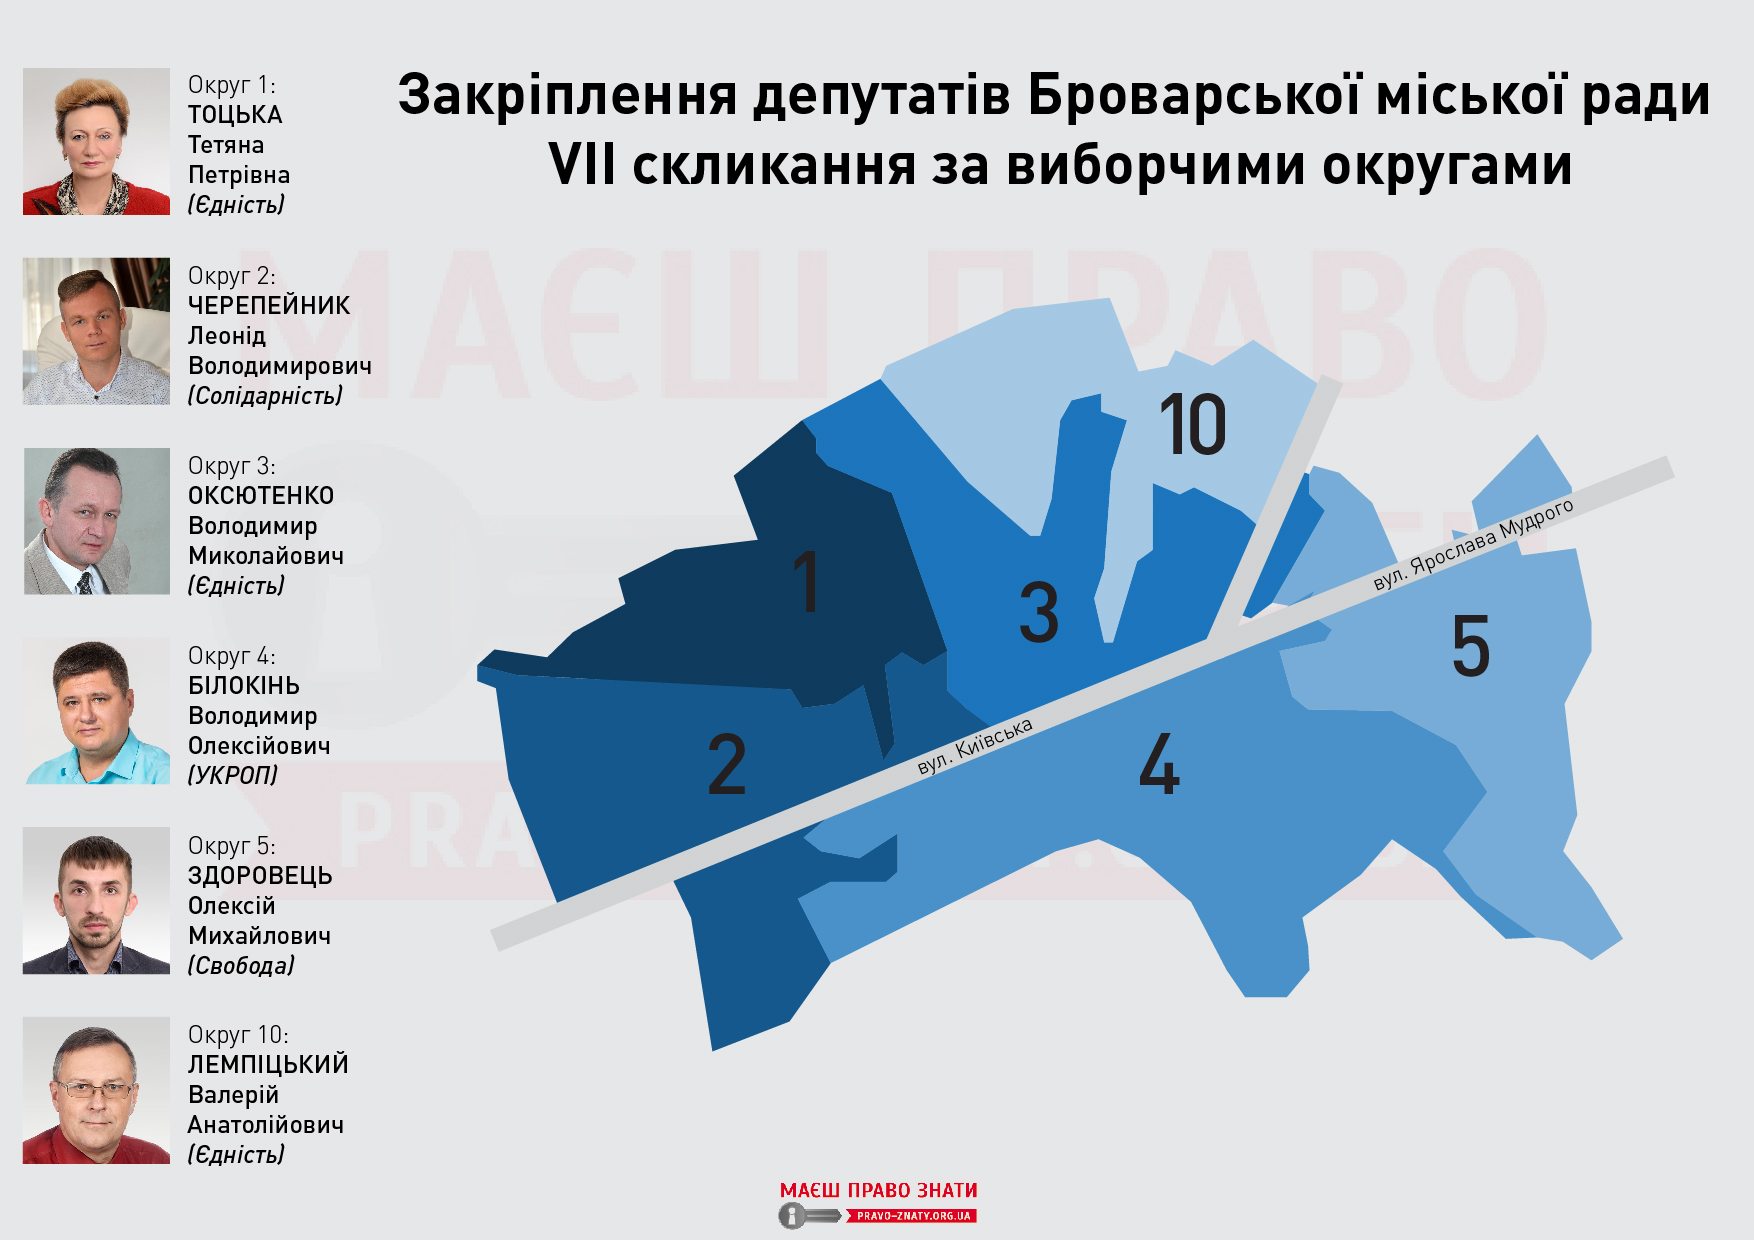 Закріплення депутатів Броварської міської ради
VII скликання за виборчими округами
Округ 1:
ТОЦЬКА
Тетяна
Петрівна
(Єдність)
Округ 2:
ЧЕРЕПЕЙНИК
Леонід
Володимирович
(Солідарність)
Округ 3:
ОКСЮТЕНКО
Володимир
Миколайович
(Єдність)
Округ 4:
БІЛОКІНЬ
Володимир
Олексійович
(УКРОП)
Округ 5:
ЗДОРОВЕЦЬ
Олексій
Михайлович
(Свобода)
Округ 10:
ЛЕМПІЦЬКИЙ
Валерій
Анатолійович
(Єдність)
МАЄШ ПРАВО
10
1
3
5
2
4
вул. Ярослава Мудрого
вул. Київська
МАЄШ ПРАВО ЗНАТИ
PRAVO-ZNATY.ORG.UA